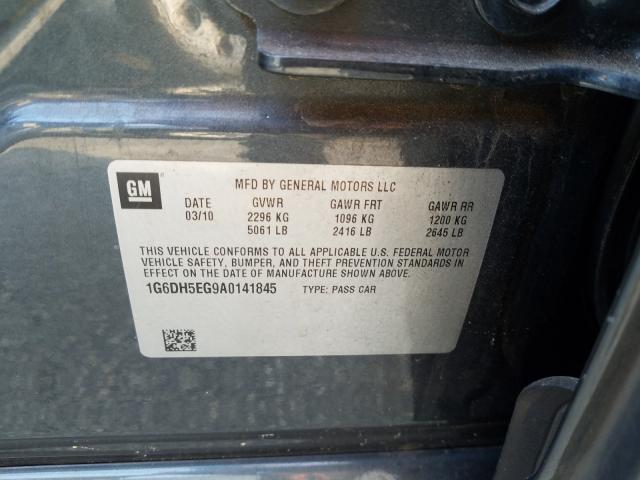 GM
MFD BY GENERAL MOTORS LLC
DATE GVWR GAWR FRT GAWR RR
03/10 2296 KG 1096 KG 1200 KG
5061 LB 2416 LB 2645 LB
THIS VEHICLE CONFORMS TO ALL APPLICABLE U.S. FEDERAL MOTOR
VEHICLE SAFETY, BUMPER, AND THEFT PREVENTION STANDARDS IN
EFFECT ON THE DATE OF MANUFACTURE SHOWN ABOVE.
1G6DH5EG9A0141845 TYPE: PASS CAR